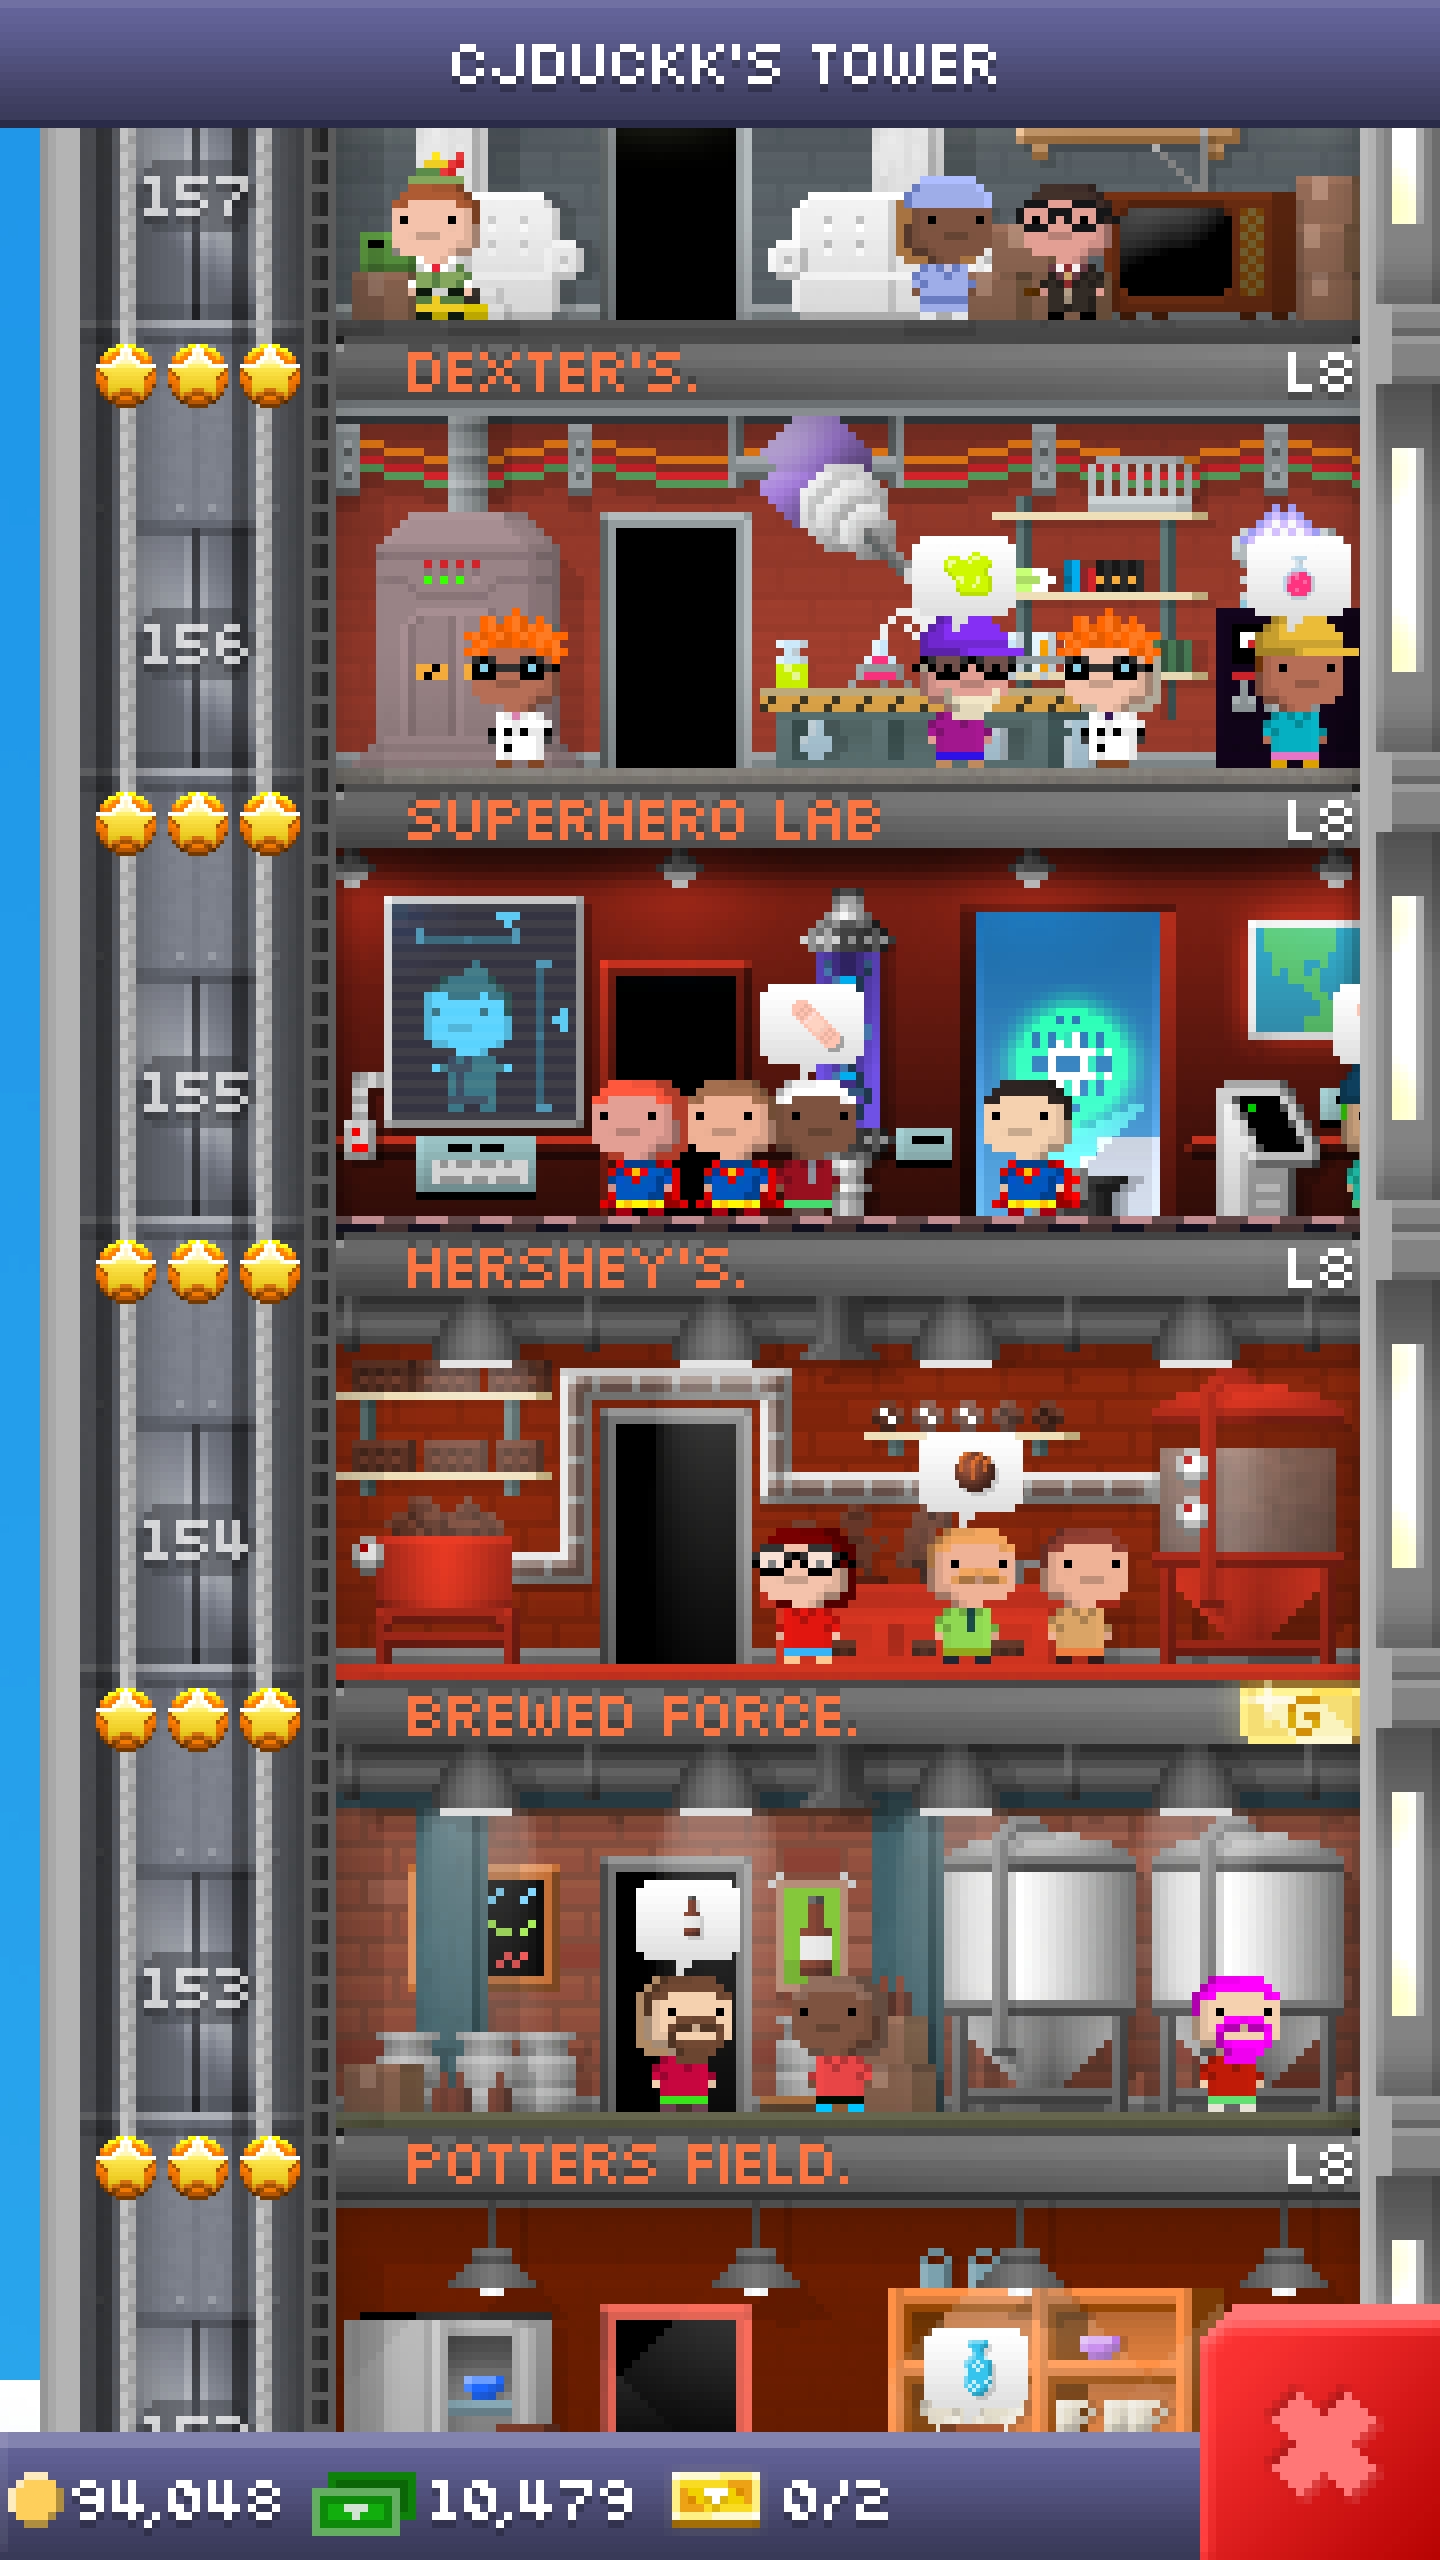 CJDUCKK'S TOWER
157
DEXTER'S. L8
156
SUPERHERO LAB L8
155
HERSHEY'S. L8
154
BREWED FORCE. G
153
POTTERS FIELD. L8
94,048 10,479 0/2